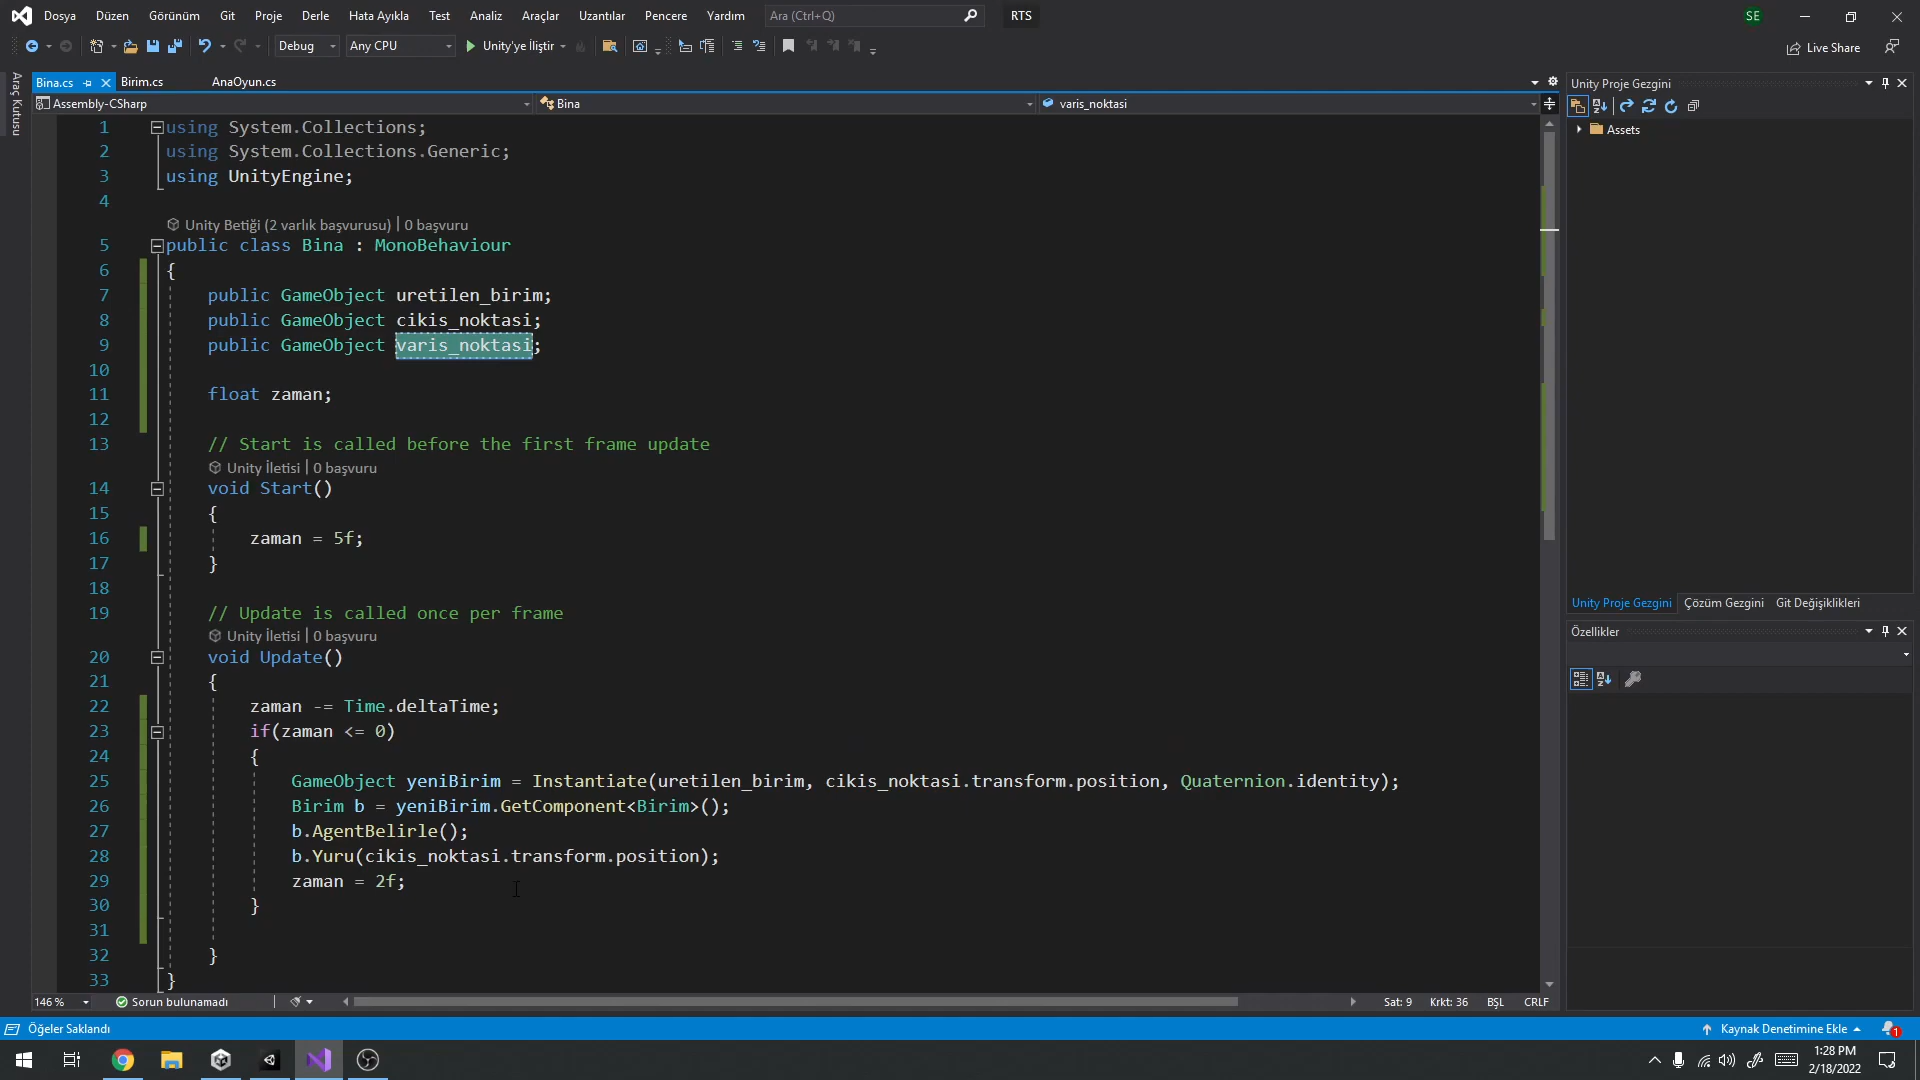 Dosya Düzen Görünüm Git Proje Derle Hata Ayıkla Test Analiz Araçlar Uzantılar Pencere Yardım Ara (Ctrl+Q) RTS SE
Debug Any CPU Unity'ye İliştir Live Share
Araç Kutusu
Bina.cs Birim.cs AnaOyun.cs
Assembly-CSharp Bina varis_noktasi
1 using System.Collections;
2 using System.Collections.Generic;
3 using UnityEngine;
4
Unity Betiği (2 varlık başvurusu) | 0 başvuru
5 public class Bina : MonoBehaviour
6 {
7 public GameObject uretilen_birim;
8 public GameObject cikis_noktasi;
9 public GameObject varis_noktasi;
10
11 float zaman;
12
13 // Start is called before the first frame update
Unity İletisi | 0 başvuru
14 void Start()
15 {
16 zaman = 5f;
17 }
18
19 // Update is called once per frame
Unity İletisi | 0 başvuru
20 void Update()
21 {
22 zaman -= Time.deltaTime;
23 if(zaman <= 0)
24 {
25 GameObject yeniBirim = Instantiate(uretilen_birim, cikis_noktasi.transform.position, Quaternion.identity);
26 Birim b = yeniBirim.GetComponent<Birim>();
27 b.AgentBelirle();
28 b.Yuru(cikis_noktasi.transform.position);
29 zaman = 2f;
30 }
31
32 }
33 }
146 % Sorun bulunamadı Sat: 9 Krkt: 36 BŞL CRLF
Unity Proje Gezgini
Assets
Unity Proje Gezgini Çözüm Gezgini Git Değişiklikleri
Özellikler
Öğeler Saklandı Kaynak Denetimine Ekle 1
1:28 PM
2/18/2022